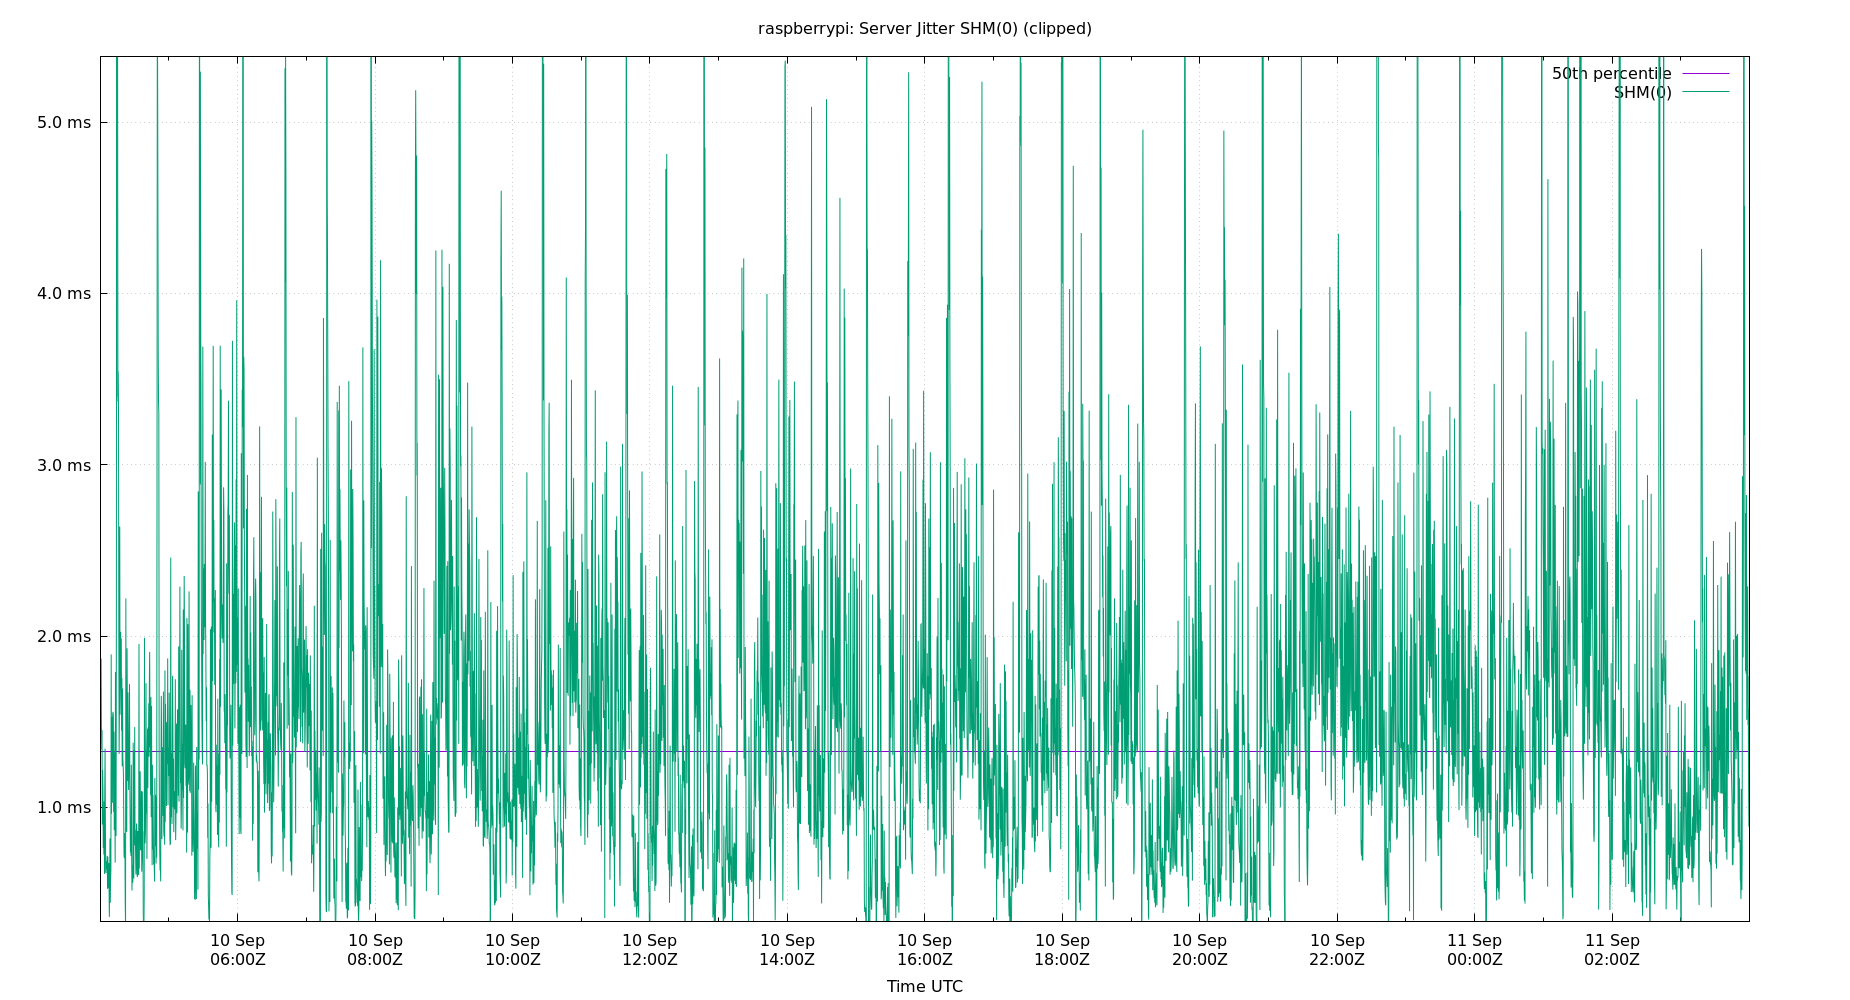 raspberrypi: Server Jitter SHM(0) (clipped)
50th percentile
SHM(0)
5.0 ms
4.0 ms
3.0 ms
2.0 ms
1.0 ms
10 Sep 10 Sep 10 Sep 10 Sep 10 Sep 10 Sep 10 Sep 10 Sep 10 Sep 11 Sep 11 Sep
06:00Z 08:00Z 10:00Z 12:00Z 14:00Z 16:00Z 18:00Z 20:00Z 22:00Z 00:00Z 02:00Z
Time UTC